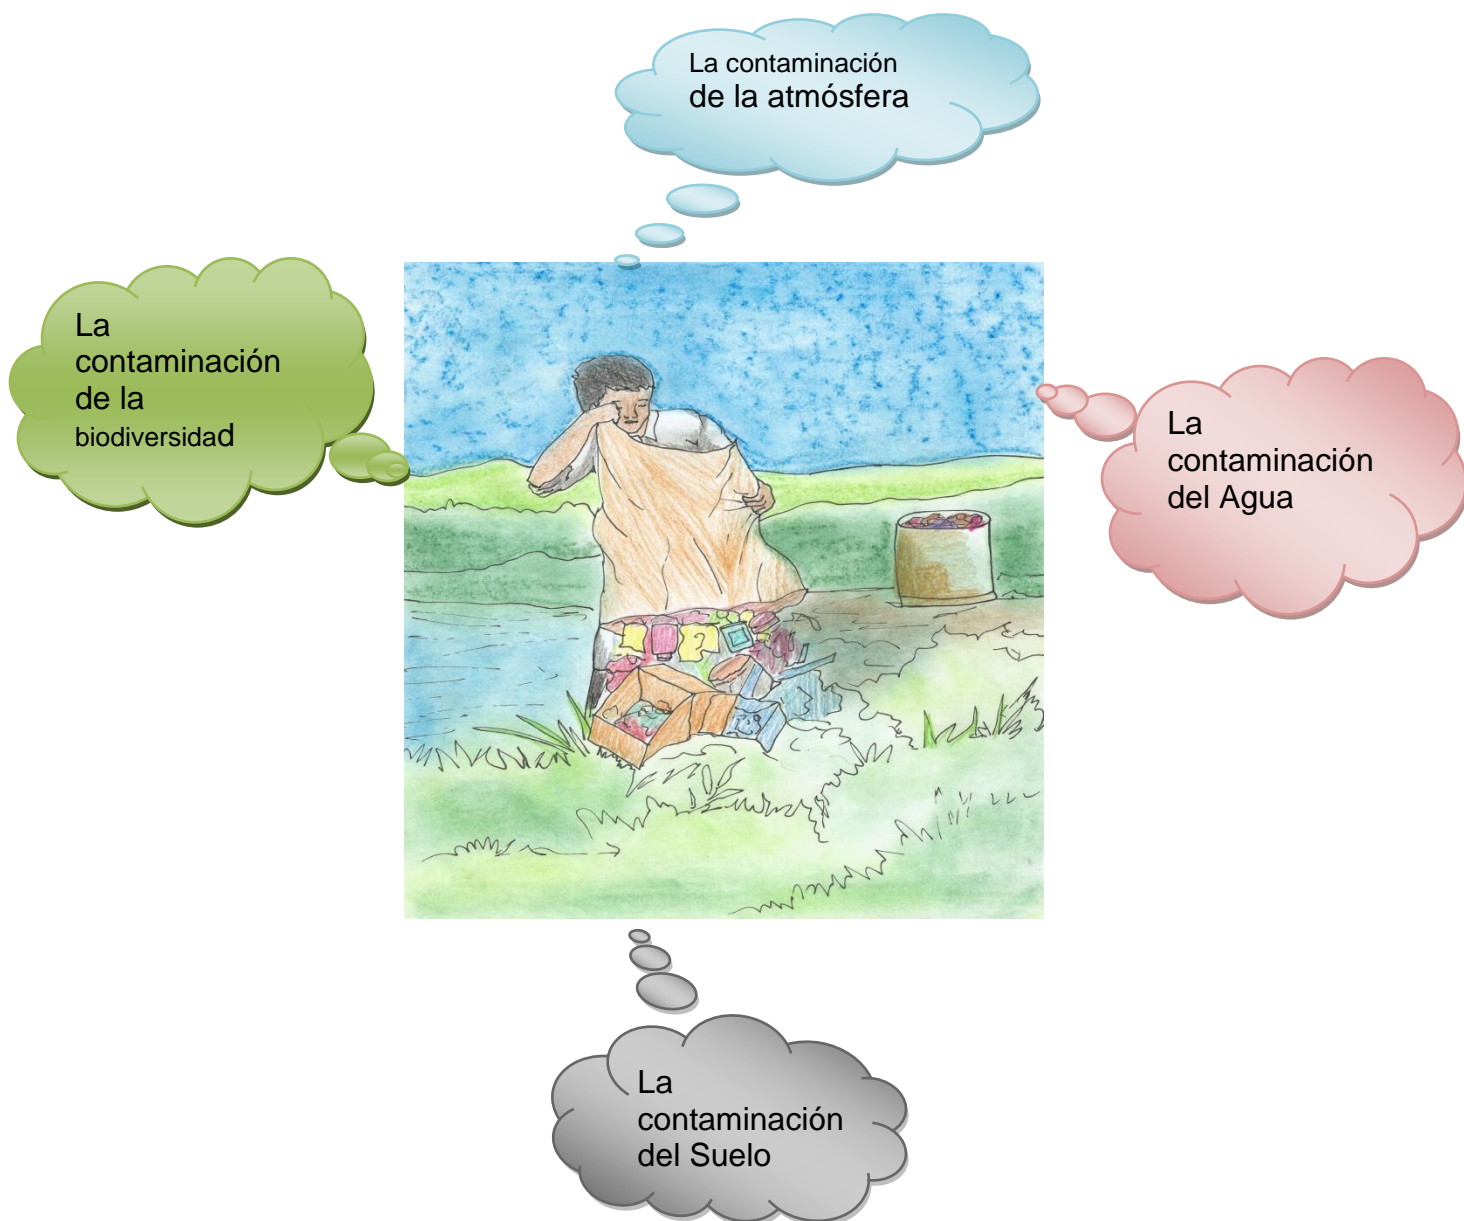 La contaminación
de la atmósfera
La
contaminación
de la
biodiversidad
La
contaminación
del Agua
La
contaminación
del Suelo